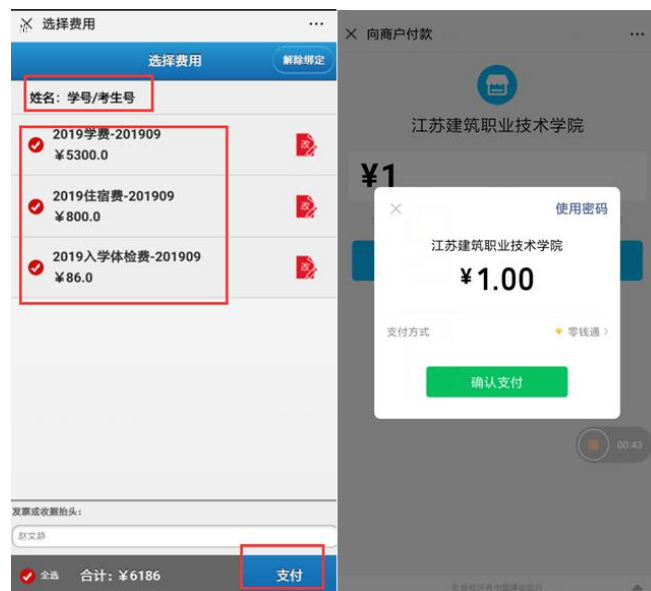 选择费用
选择费用
解除绑定
姓名：学号/考生号
2019学费-201909
￥5300.0
改
2019住宿费-201909
￥800.0
改
2019入学体检费-201909
￥86.0
改
发票或收据抬头：
全选
合计：￥6186
支付
向商户付款
江苏建筑职业技术学院
¥1
使用密码
江苏建筑职业技术学院
¥1.00
支付方式
零钱通
确认支付
00:43